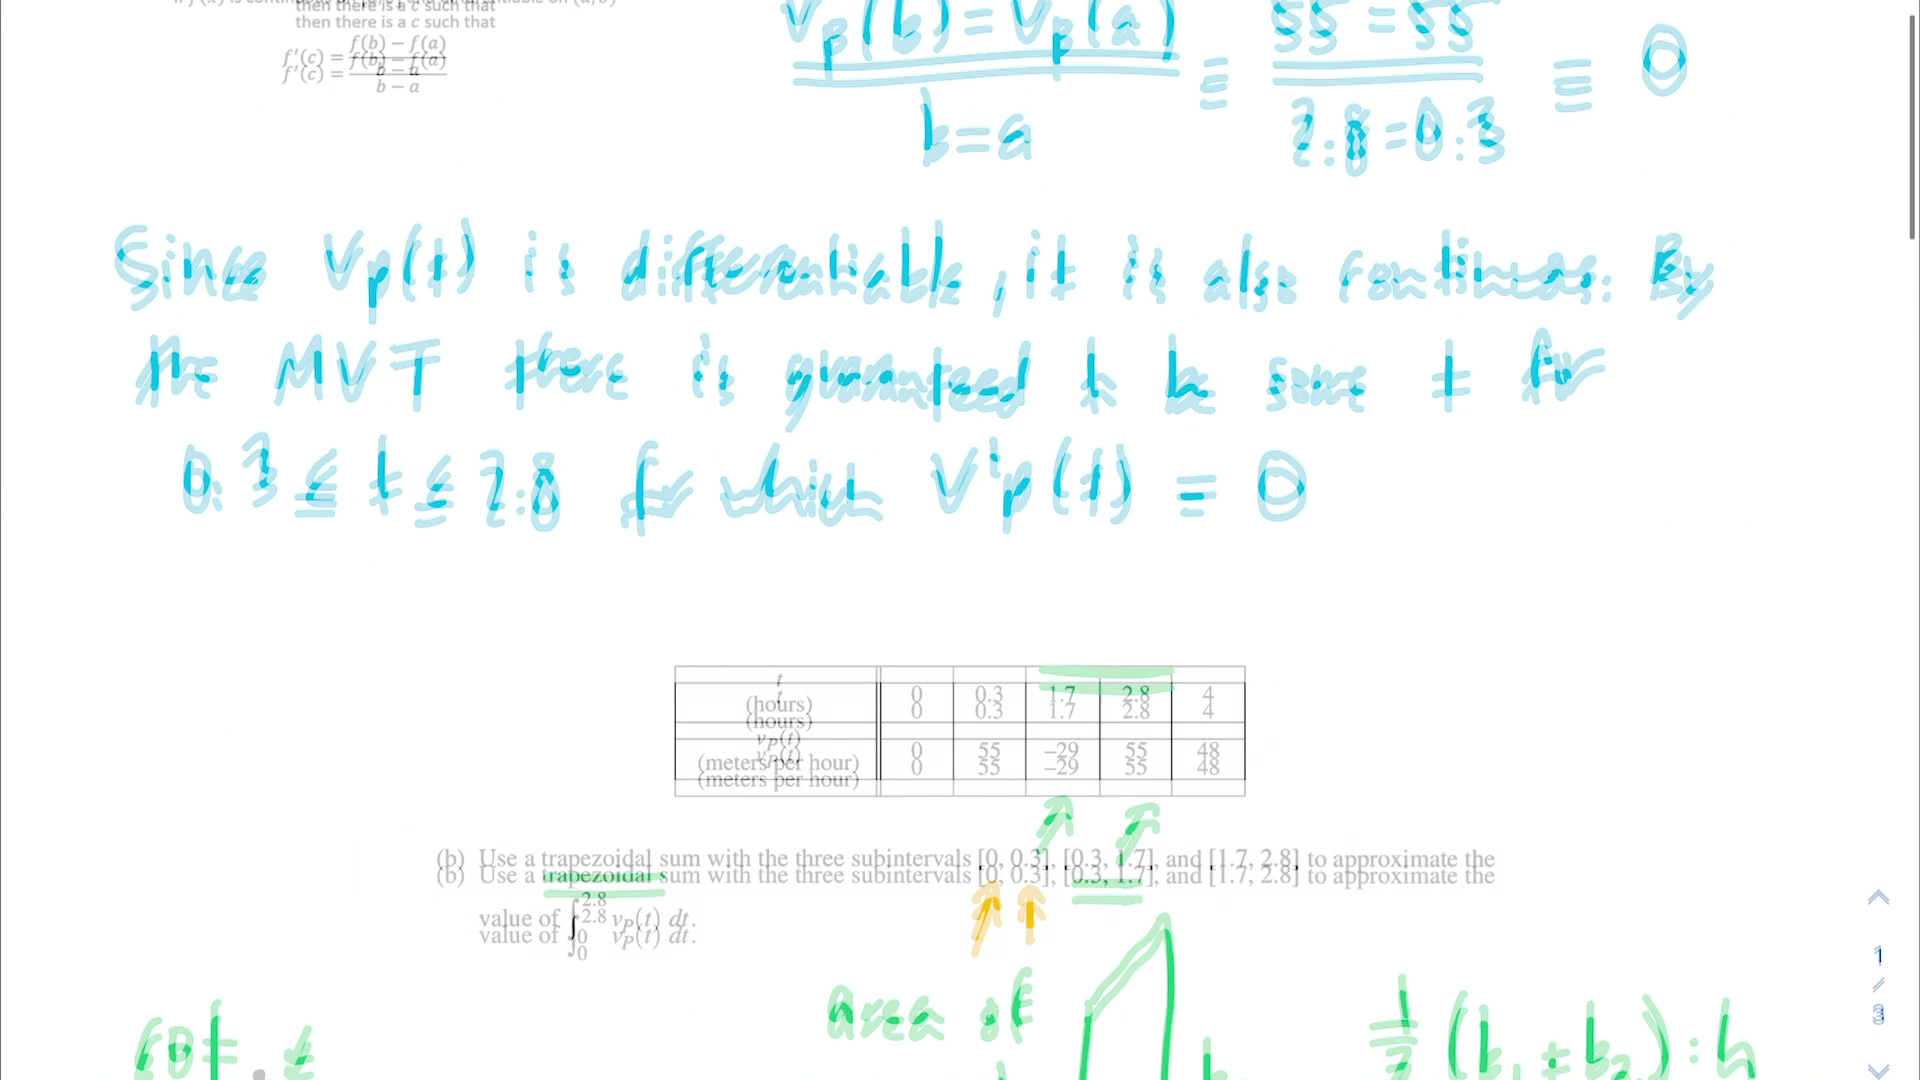 then there is a c such that
f'(c) = f(b) − f(a) / b − a
Vp(b) − Vp(a) / b − a = 55 − 55 / 2.8 − 0.3 = 0
Since Vp(t) is differentiable, it is also continuous. By
the MVT there is guaranteed to be some t for
0.3 ≤ t ≤ 2.8 for which V'p(t) = 0
t (hours) 0 0.3 1.7 2.8 4
vP(t) (meters per hour) 0 55 −29 55 48
(b) Use a trapezoidal sum with the three subintervals [0, 0.3], [0.3, 1.7], and [1.7, 2.8] to approximate the
value of ∫₀^2.8 vP(t) dt.
area of
1/2 (b₁ + b₂) · h